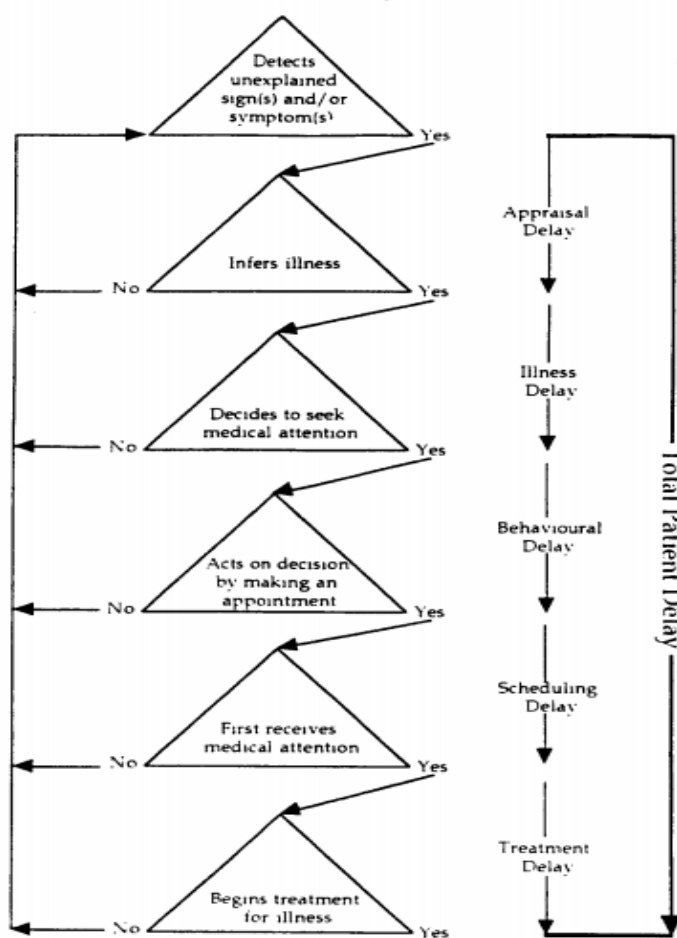 Detects
unexplained
sign(s) and/or
symptom(s)
Yes
Appraisal
Delay
Infers illness
No
Yes
Illness
Delay
Decides to seek
medical attention
No
Yes
Behavioural
Delay
Acts on decision
by making an
appointment
No
Yes
Scheduling
Delay
First receives
medical attention
No
Yes
Treatment
Delay
Begins treatment
for illness
No
Yes
Total Patient Delay